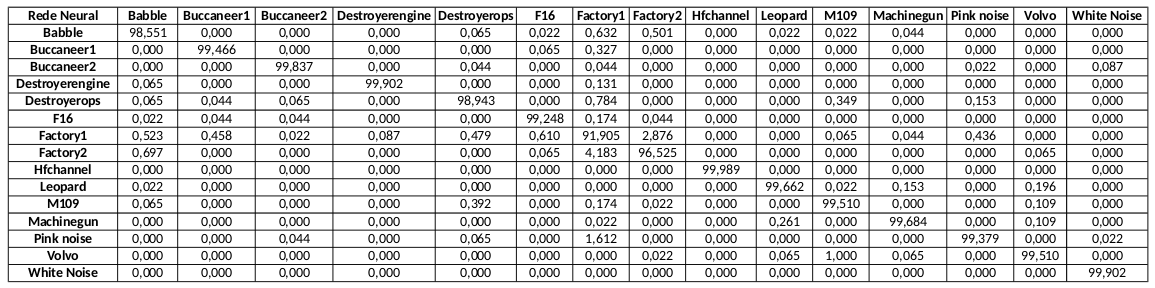 Rede Neural Babble Buccaneer1 Buccaneer2 Destroyerengine Destroyerops F16 Factory1 Factory2 Hfchannel Leopard M109 Machinegun Pink noise Volvo White Noise
Babble 98,551 0,000 0,000 0,000 0,065 0,022 0,632 0,501 0,000 0,022 0,022 0,044 0,000 0,000 0,000
Buccaneer1 0,000 99,466 0,000 0,000 0,000 0,065 0,327 0,000 0,000 0,000 0,000 0,000 0,065 0,000 0,000
Buccaneer2 0,000 0,000 99,837 0,000 0,044 0,000 0,044 0,000 0,000 0,000 0,000 0,000 0,022 0,000 0,087
Destroyerengine 0,065 0,000 0,000 99,902 0,000 0,000 0,131 0,000 0,000 0,000 0,000 0,000 0,000 0,000 0,000
Destroyerops 0,065 0,044 0,065 0,000 98,943 0,000 0,784 0,000 0,000 0,000 0,349 0,000 0,153 0,000 0,000
F16 0,022 0,044 0,044 0,000 0,000 99,248 0,174 0,044 0,000 0,000 0,000 0,000 0,000 0,000 0,000
Factory1 0,523 0,458 0,022 0,087 0,479 0,610 91,905 2,876 0,000 0,000 0,065 0,044 0,436 0,000 0,000
Factory2 0,697 0,000 0,000 0,000 0,000 0,065 4,183 96,525 0,000 0,000 0,000 0,000 0,000 0,065 0,000
Hfchannel 0,000 0,000 0,000 0,000 0,000 0,000 0,000 0,000 99,989 0,000 0,000 0,000 0,000 0,000 0,000
Leopard 0,022 0,000 0,000 0,000 0,000 0,000 0,000 0,000 0,000 99,662 0,022 0,153 0,000 0,196 0,000
M109 0,065 0,000 0,000 0,000 0,392 0,000 0,174 0,022 0,000 0,000 99,510 0,000 0,000 0,109 0,000
Machinegun 0,000 0,000 0,000 0,000 0,000 0,000 0,022 0,000 0,000 0,261 0,000 99,684 0,000 0,109 0,000
Pink noise 0,000 0,000 0,044 0,000 0,065 0,000 1,612 0,000 0,000 0,000 0,000 0,000 99,379 0,000 0,022
Volvo 0,000 0,000 0,000 0,000 0,000 0,000 0,000 0,022 0,000 0,065 1,000 0,065 0,000 99,510 0,000
White Noise 0,000 0,000 0,000 0,000 0,000 0,000 0,000 0,000 0,000 0,000 0,000 0,000 0,000 0,000 99,902